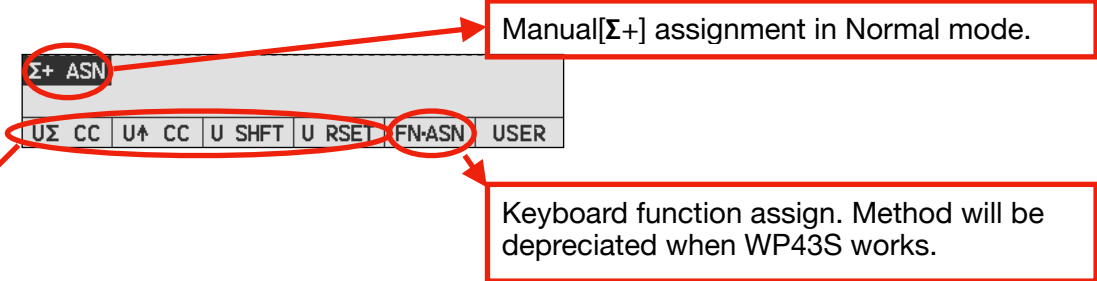 Manual[Σ+] assignment in Normal mode.
Σ+ ASN
UΣ CC U↑ CC U SHFT U RSET FN·ASN USER
Keyboard function assign. Method will be
depreciated when WP43S works.